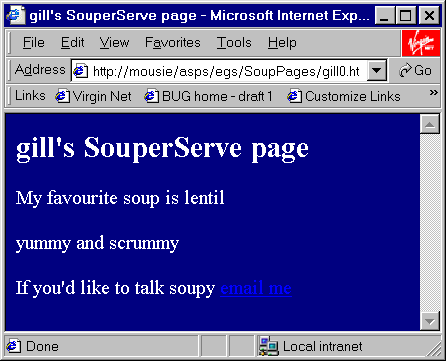 gill's SouperServe page - Microsoft Internet Exp...
File Edit View Favorites Tools Help
Virgin
Address http://mousie/asps/egs/SoupPages/gill0.ht Go
Links Virgin Net BUG home - draft 1 Customize Links »
gill's SouperServe page
My favourite soup is lentil
yummy and scrummy
If you'd like to talk soupy email me
Done Local intranet